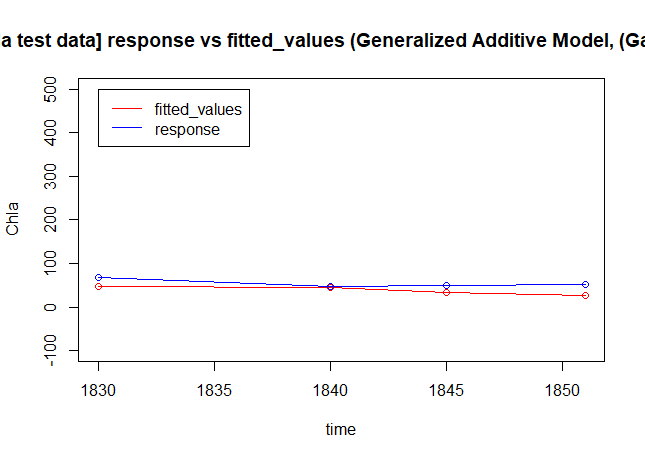 a test data] response vs fitted_values (Generalized Additive Model, (Ga
fitted_values
response
Chla
-100 0 100 200 300 400 500
1830 1835 1840 1845 1850
time